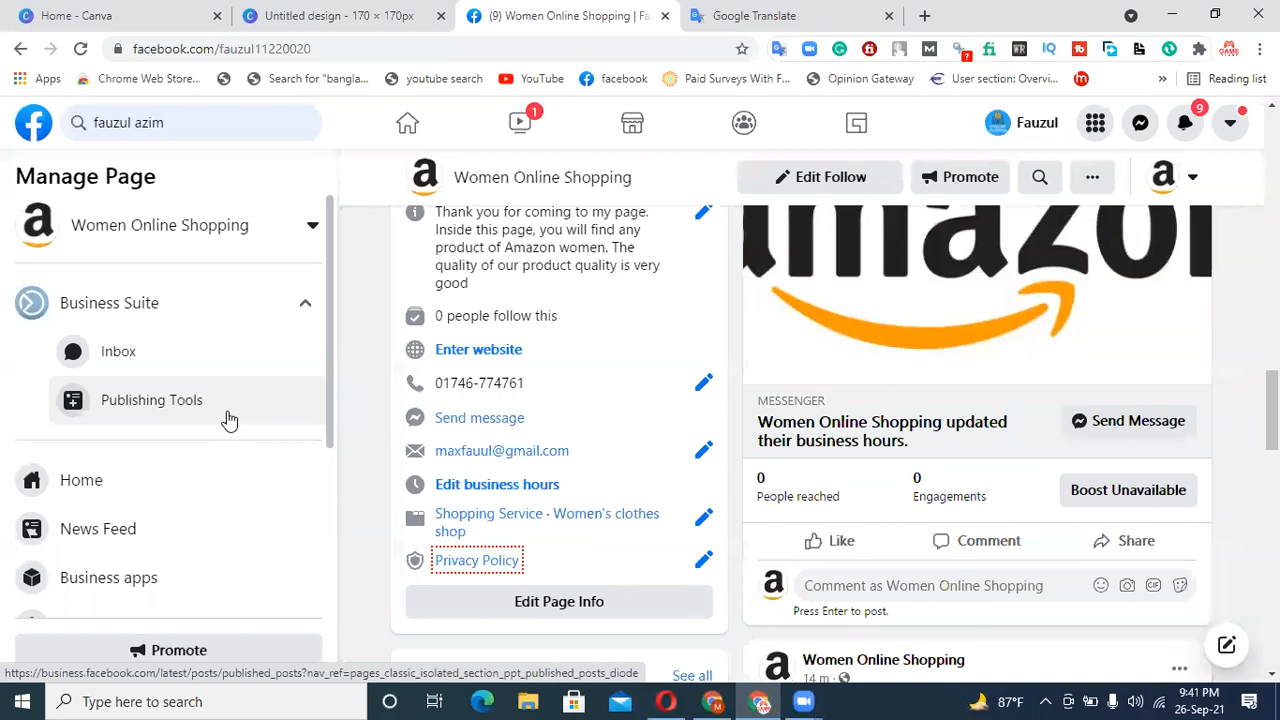 Home - Canva
Untitled design - 170 × 170px
(9) Women Online Shopping | Fa
Google Translate
facebook.com/fauzul11220020
Apps
Chrome Web Store...
Search for "bangla...
youtube search
YouTube
facebook
Paid Surveys With F...
Opinion Gateway
User section: Overvi...
Reading list
fauzul azim
1
Fauzul
9
Manage Page
Women Online Shopping
Business Suite
Inbox
Publishing Tools
Home
News Feed
Business apps
Promote
Women Online Shopping
Edit Follow
Promote
Thank you for coming to my page.
Inside this page, you will find any
product of Amazon women. The
quality of our product quality is very
good
0 people follow this
Enter website
01746-774761
Send message
maxfauul@gmail.com
Edit business hours
Shopping Service · Women's clothes
shop
Privacy Policy
Edit Page Info
See all
amazon
MESSENGER
Women Online Shopping updated
their business hours.
Send Message
0
People reached
0
Engagements
Boost Unavailable
Like
Comment
Share
Comment as Women Online Shopping
Press Enter to post.
Women Online Shopping
14 m
https://business.facebook.com/latest/posts/published_posts?nav_ref=pages_classic_isolated_section_ppt_published_posts_diode
Type here to search
87°F
9:41 PM
26-Sep-21